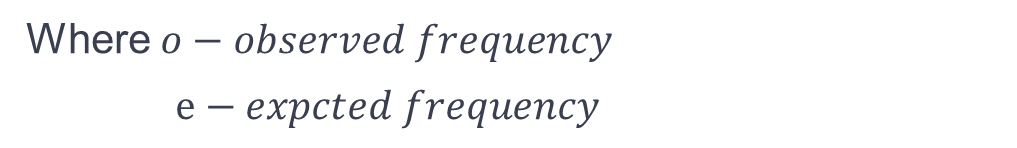 Where o − observed frequency
e − expcted frequency